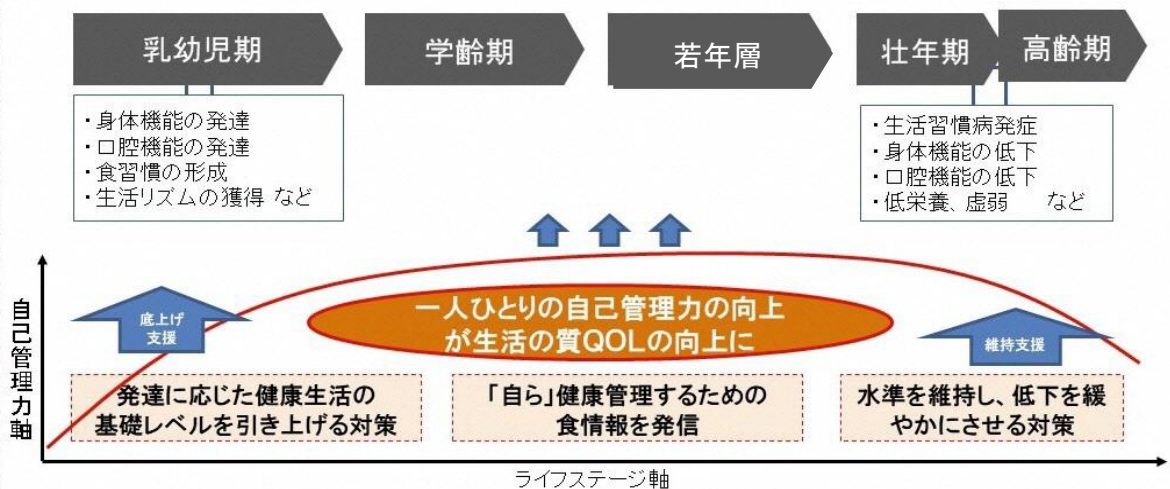 乳幼児期
学齢期
若年層
壮年期
高齢期
・身体機能の発達
・口腔機能の発達
・食習慣の形成
・生活リズムの獲得 など
・生活習慣病発症
・身体機能の低下
・口腔機能の低下
・低栄養、虚弱　など
自己管理力軸
底上げ
支援
一人ひとりの自己管理力の向上
が生活の質QOLの向上に
維持支援
発達に応じた健康生活の
基礎レベルを引き上げる対策
「自ら」健康管理するための
食情報を発信
水準を維持し、低下を緩
やかにさせる対策
ライフステージ軸